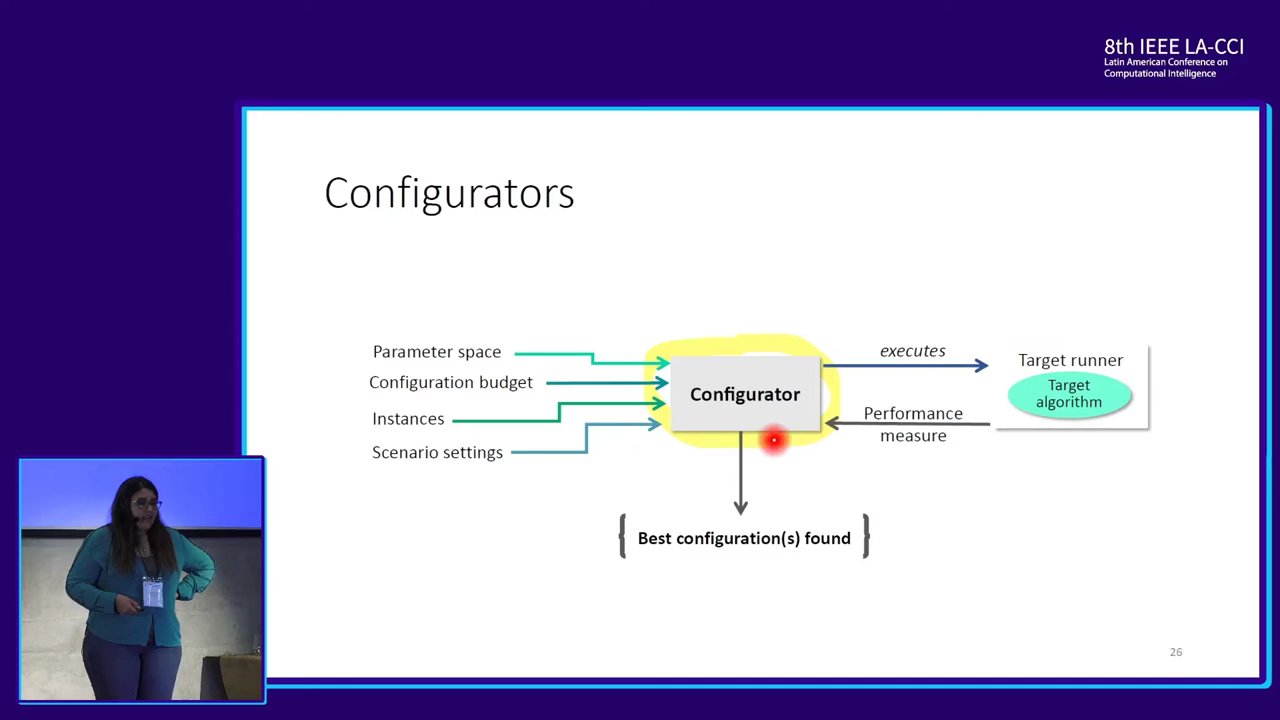 8th IEEE LA-CCI
Latin American Conference on
Computational Intelligence
Configurators
Parameter space
Configuration budget
Instances
Scenario settings
Configurator
executes
Performance
measure
Target runner
Target
algorithm
Best configuration(s) found
26